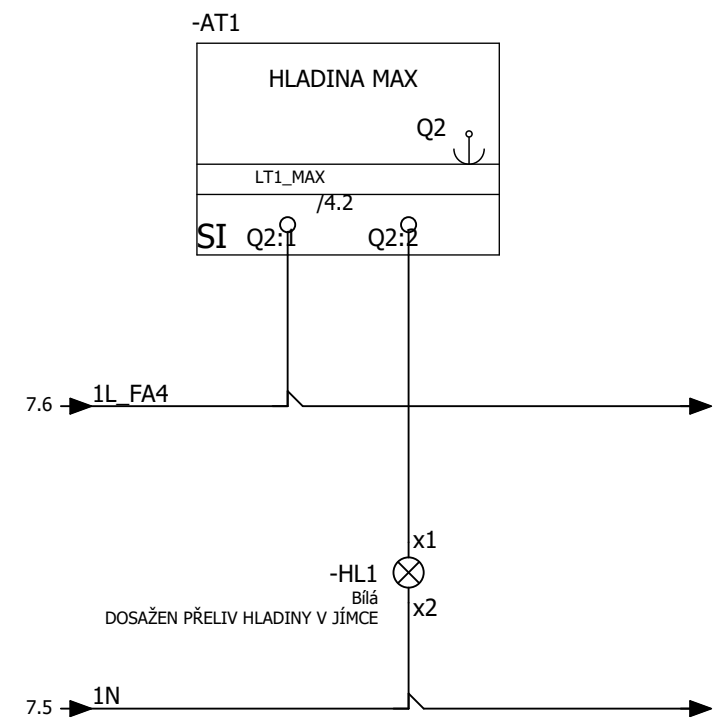 -AT1
HLADINA MAX
Q2
LT1_MAX
/4.2
SI Q2:1 Q2:2
7.6 1L_FA4
x1
-HL1
Bílá
x2
DOSAŽEN PŘELIV HLADINY V JÍMCE
7.5 1N